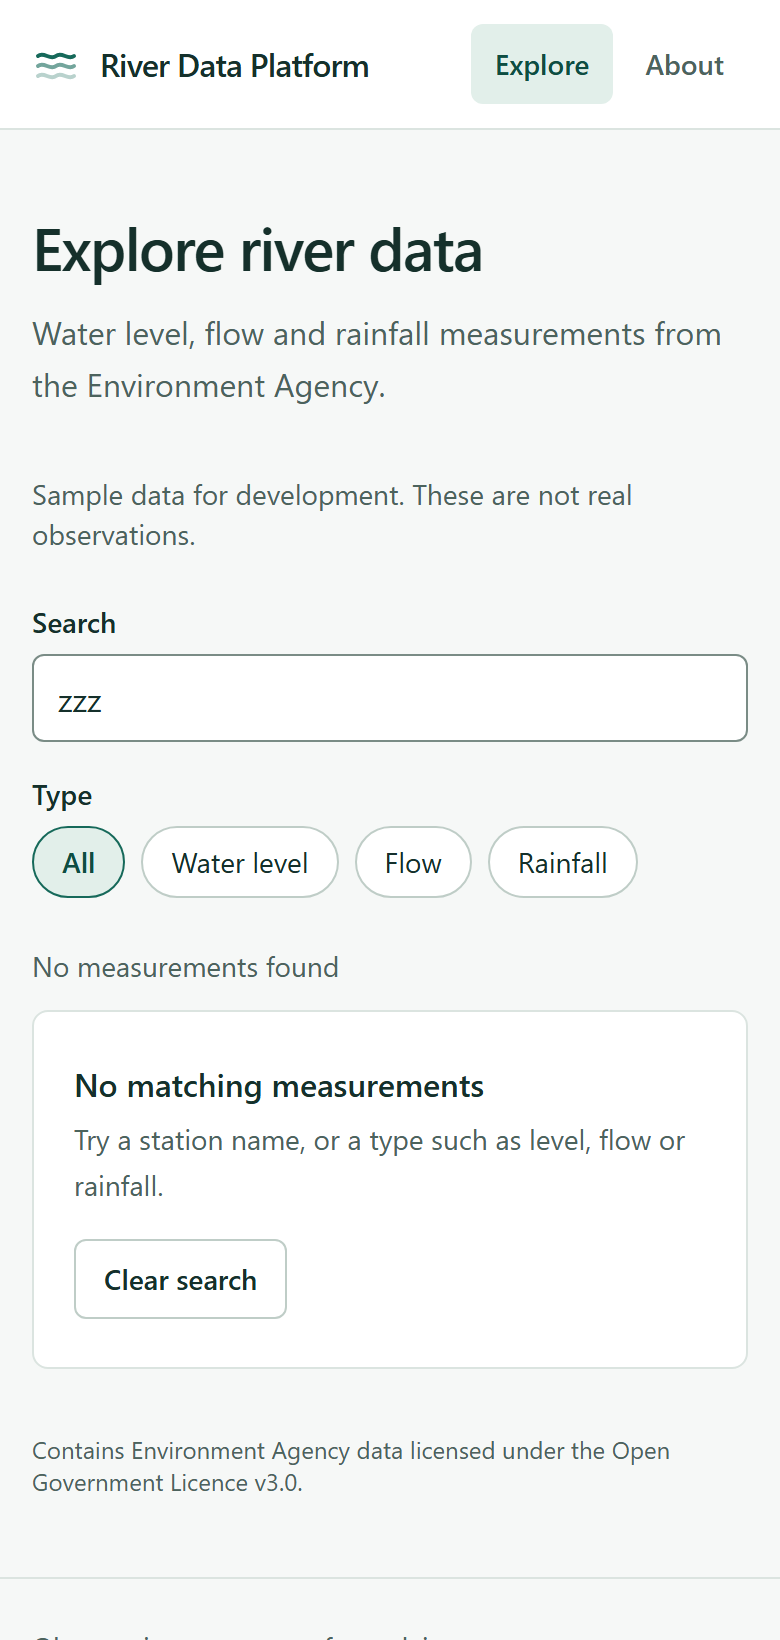 River Data Platform
Explore
About
Explore river data
Water level, flow and rainfall measurements from
the Environment Agency.
Sample data for development. These are not real
observations.
Search
zzz
Type
All
Water level
Flow
Rainfall
No measurements found
No matching measurements
Try a station name, or a type such as level, flow or
rainfall.
Clear search
Contains Environment Agency data licensed under the Open
Government Licence v3.0.